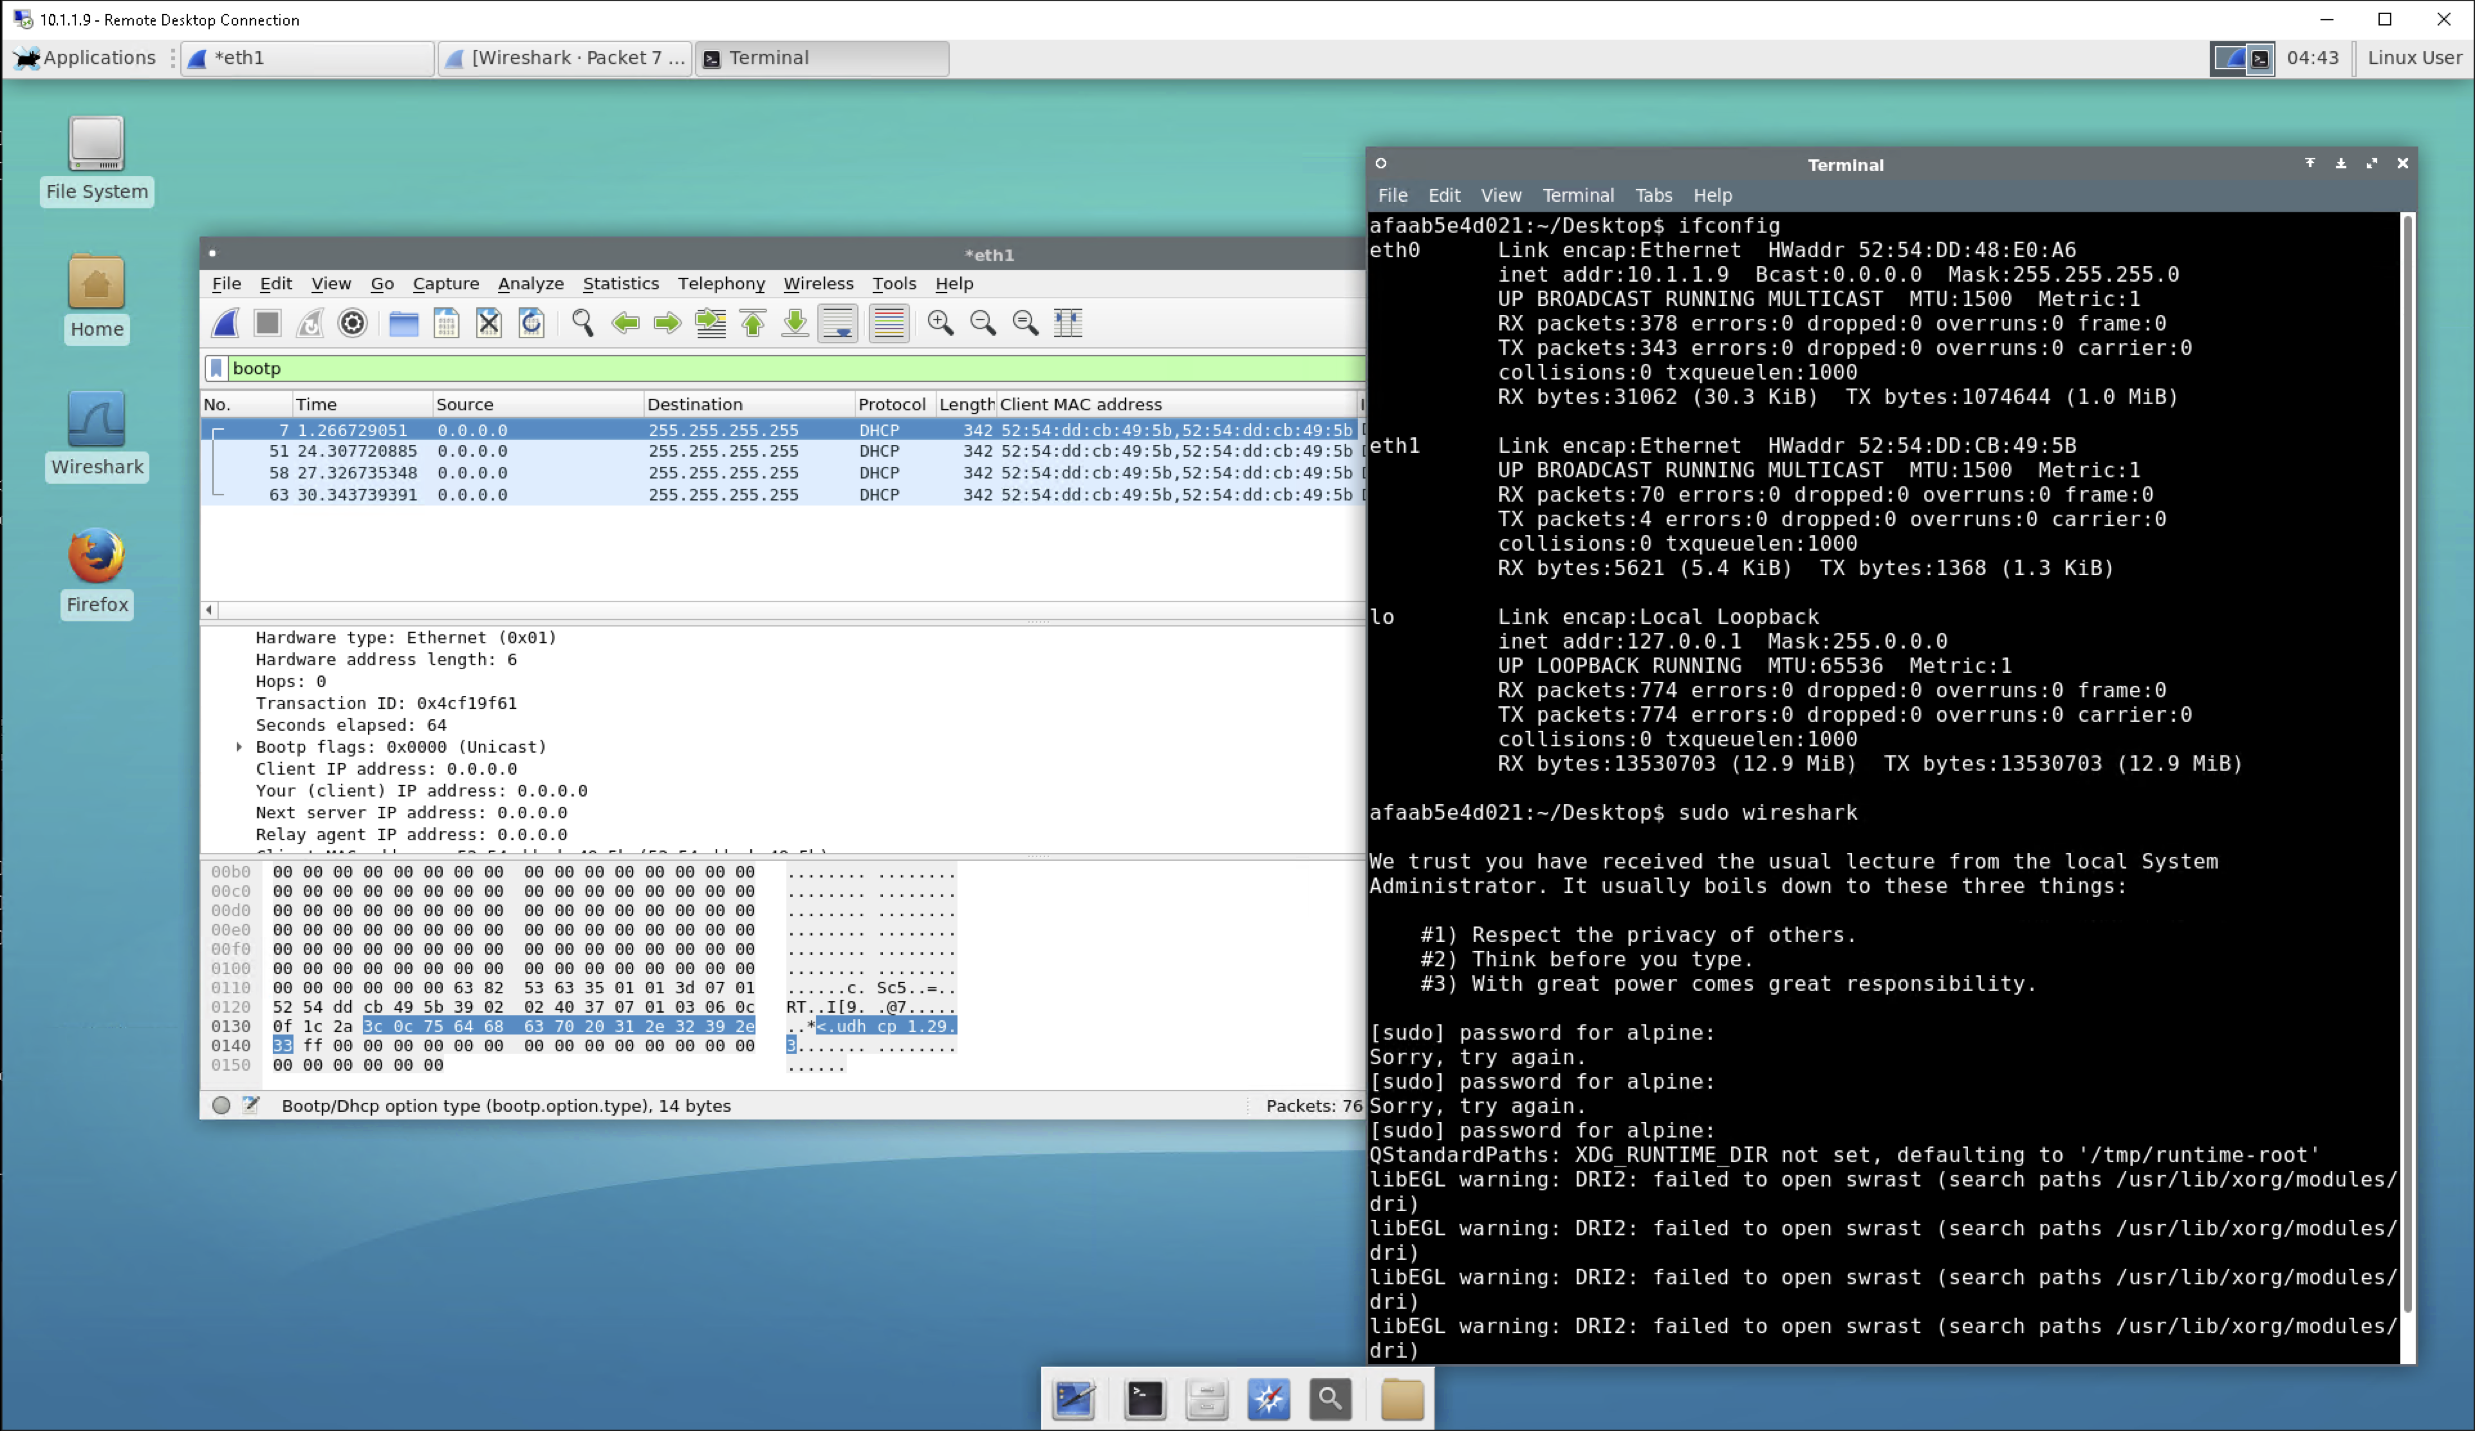 10.1.1.9 - Remote Desktop Connection
Applications
*eth1
[Wireshark · Packet 7 ...
Terminal
04:43
Linux User
File System
Home
Wireshark
Firefox
*eth1
File Edit View Go Capture Analyze Statistics Telephony Wireless Tools Help
bootp
No. Time Source Destination Protocol Length Client MAC address
7 1.266729051 0.0.0.0 255.255.255.255 DHCP 342 52:54:dd:cb:49:5b,52:54:dd:cb:49:5b
51 24.307720885 0.0.0.0 255.255.255.255 DHCP 342 52:54:dd:cb:49:5b,52:54:dd:cb:49:5b
58 27.326735348 0.0.0.0 255.255.255.255 DHCP 342 52:54:dd:cb:49:5b,52:54:dd:cb:49:5b
63 30.343739391 0.0.0.0 255.255.255.255 DHCP 342 52:54:dd:cb:49:5b,52:54:dd:cb:49:5b
Hardware type: Ethernet (0x01)
Hardware address length: 6
Hops: 0
Transaction ID: 0x4cf19f61
Seconds elapsed: 64
Bootp flags: 0x0000 (Unicast)
Client IP address: 0.0.0.0
Your (client) IP address: 0.0.0.0
Next server IP address: 0.0.0.0
Relay agent IP address: 0.0.0.0
00b0 00 00 00 00 00 00 00 00 00 00 00 00 00 00 00 00 ........ ........
00c0 00 00 00 00 00 00 00 00 00 00 00 00 00 00 00 00 ........ ........
00d0 00 00 00 00 00 00 00 00 00 00 00 00 00 00 00 00 ........ ........
00e0 00 00 00 00 00 00 00 00 00 00 00 00 00 00 00 00 ........ ........
00f0 00 00 00 00 00 00 00 00 00 00 00 00 00 00 00 00 ........ ........
0100 00 00 00 00 00 00 00 00 00 00 00 00 00 00 00 00 ........ ........
0110 00 00 00 00 00 00 63 82 53 63 35 01 01 3d 07 01 ......c. Sc5..=..
0120 52 54 dd cb 49 5b 39 02 02 40 37 07 01 03 06 0c RT..I[9. .@7.....
0130 0f 1c 2a 3c 0c 75 64 68 63 70 20 31 2e 32 39 2e ..*<.udh cp 1.29.
0140 33 ff 00 00 00 00 00 00 00 00 00 00 00 00 00 00 3....... ........
0150 00 00 00 00 00 00 ......
Bootp/Dhcp option type (bootp.option.type), 14 bytes
Packets: 76
Terminal
File Edit View Terminal Tabs Help
afaab5e4d021:~/Desktop$ ifconfig
eth0 Link encap:Ethernet HWaddr 52:54:DD:48:E0:A6
inet addr:10.1.1.9 Bcast:0.0.0.0 Mask:255.255.255.0
UP BROADCAST RUNNING MULTICAST MTU:1500 Metric:1
RX packets:378 errors:0 dropped:0 overruns:0 frame:0
TX packets:343 errors:0 dropped:0 overruns:0 carrier:0
collisions:0 txqueuelen:1000
RX bytes:31062 (30.3 KiB) TX bytes:1074644 (1.0 MiB)
eth1 Link encap:Ethernet HWaddr 52:54:DD:CB:49:5B
UP BROADCAST RUNNING MULTICAST MTU:1500 Metric:1
RX packets:70 errors:0 dropped:0 overruns:0 frame:0
TX packets:4 errors:0 dropped:0 overruns:0 carrier:0
collisions:0 txqueuelen:1000
RX bytes:5621 (5.4 KiB) TX bytes:1368 (1.3 KiB)
lo Link encap:Local Loopback
inet addr:127.0.0.1 Mask:255.0.0.0
UP LOOPBACK RUNNING MTU:65536 Metric:1
RX packets:774 errors:0 dropped:0 overruns:0 frame:0
TX packets:774 errors:0 dropped:0 overruns:0 carrier:0
collisions:0 txqueuelen:1000
RX bytes:13530703 (12.9 MiB) TX bytes:13530703 (12.9 MiB)
afaab5e4d021:~/Desktop$ sudo wireshark
We trust you have received the usual lecture from the local System
Administrator. It usually boils down to these three things:
#1) Respect the privacy of others.
#2) Think before you type.
#3) With great power comes great responsibility.
[sudo] password for alpine:
Sorry, try again.
[sudo] password for alpine:
Sorry, try again.
[sudo] password for alpine:
QStandardPaths: XDG_RUNTIME_DIR not set, defaulting to '/tmp/runtime-root'
libEGL warning: DRI2: failed to open swrast (search paths /usr/lib/xorg/modules/
dri)
libEGL warning: DRI2: failed to open swrast (search paths /usr/lib/xorg/modules/
dri)
libEGL warning: DRI2: failed to open swrast (search paths /usr/lib/xorg/modules/
dri)
libEGL warning: DRI2: failed to open swrast (search paths /usr/lib/xorg/modules/
dri)